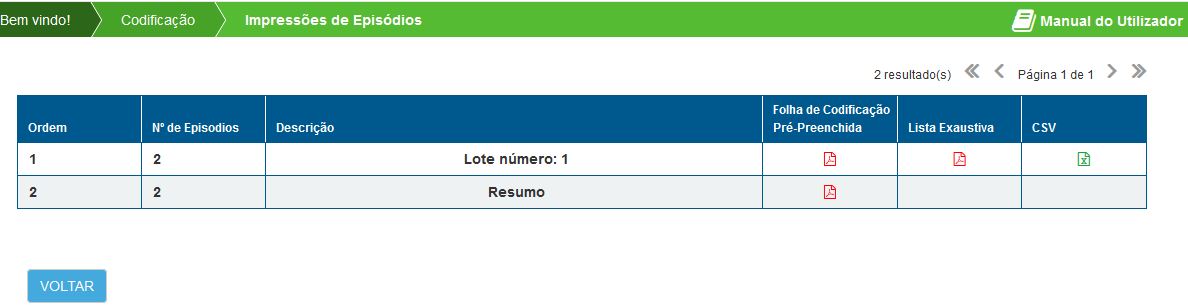 Bem vindo! Codificação Impressões de Episódios Manual do Utilizador
2 resultado(s) Página 1 de 1
Folha de Codificação
Ordem Nº de Episodios Descrição Pré-Preenchida Lista Exaustiva CSV
1 2 Lote número: 1
2 2 Resumo
VOLTAR